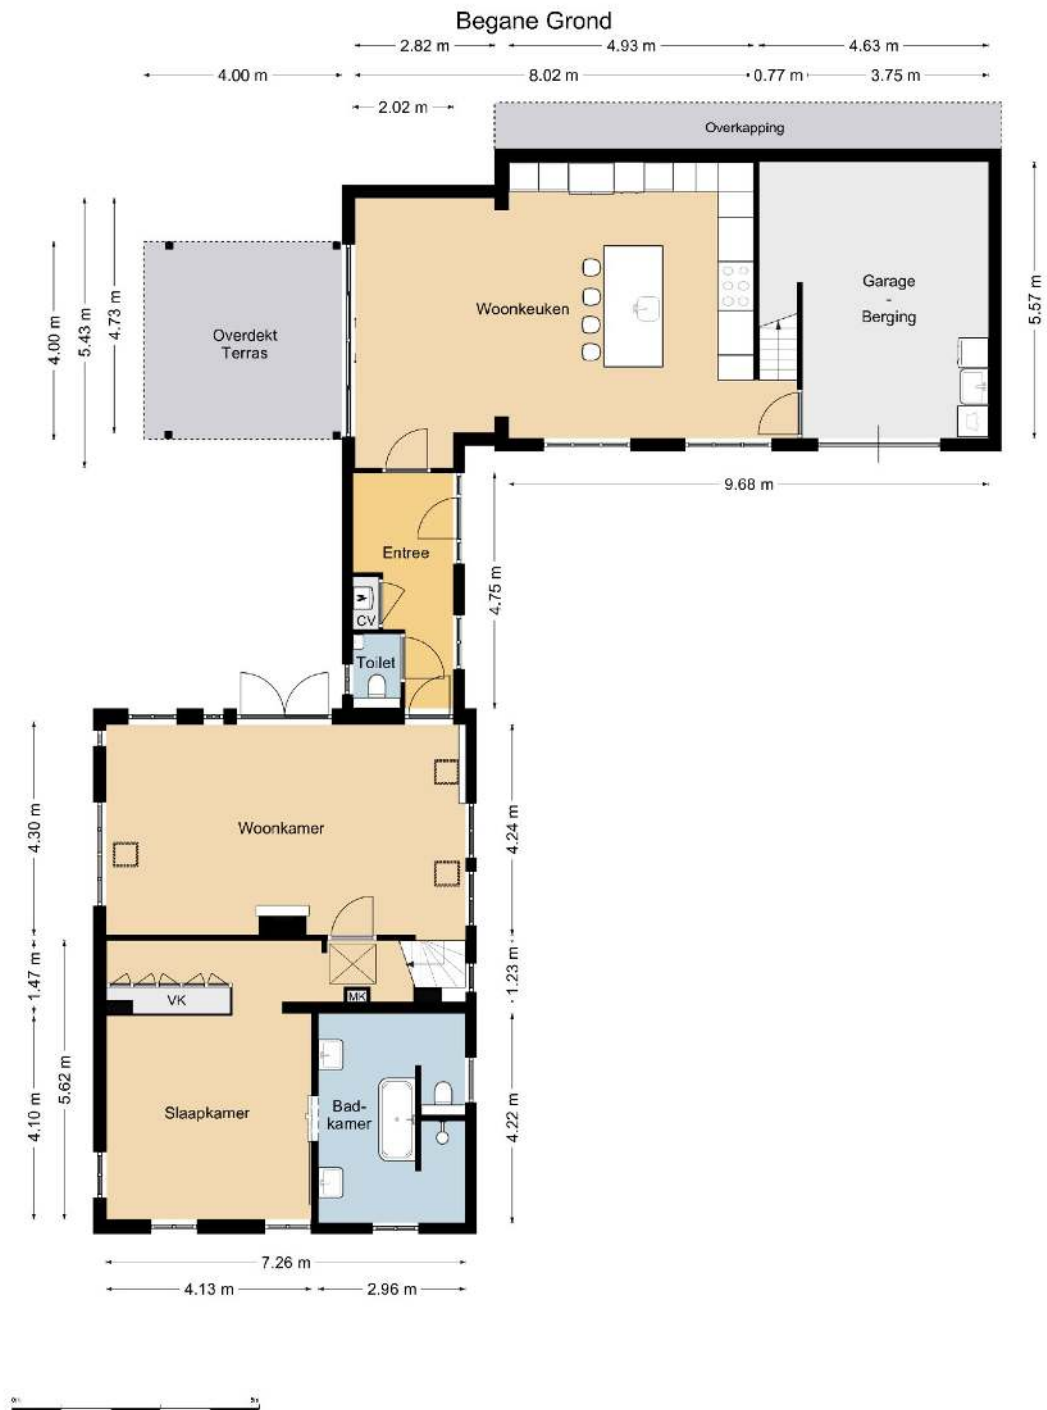 Begane Grond
2.82 m
4.93 m
4.63 m
4.00 m
8.02 m
0.77 m
3.75 m
2.02 m
Overkapping
4.00 m
5.43 m
4.73 m
Overdekt
Terras
Woonkeuken
Garage
-
Berging
5.57 m
9.68 m
Entree
CV
Toilet
4.75 m
4.30 m
Woonkamer
4.24 m
1.47 m
VK
MK
1.23 m
5.62 m
4.10 m
Slaapkamer
Bad-
kamer
4.22 m
7.26 m
4.13 m
2.96 m